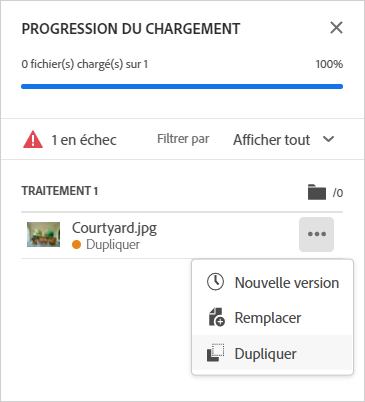 PROGRESSION DU CHARGEMENT
0 fichier(s) chargé(s) sur 1 100%
1 en échec Filtrer par Afficher tout
TRAITEMENT 1 /0
Courtyard.jpg
Dupliquer
Nouvelle version
Remplacer
Dupliquer